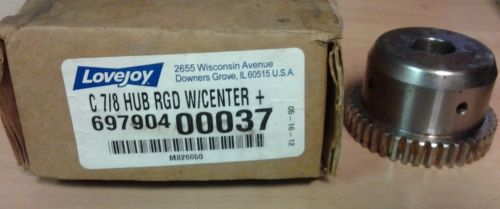 Lovejoy
2655 Wisconsin Avenue
Downers Grove, IL 60515 U.S.A.
C 7/8 HUB RGD W/CENTER +
697904 00037
M826660
05-16-12